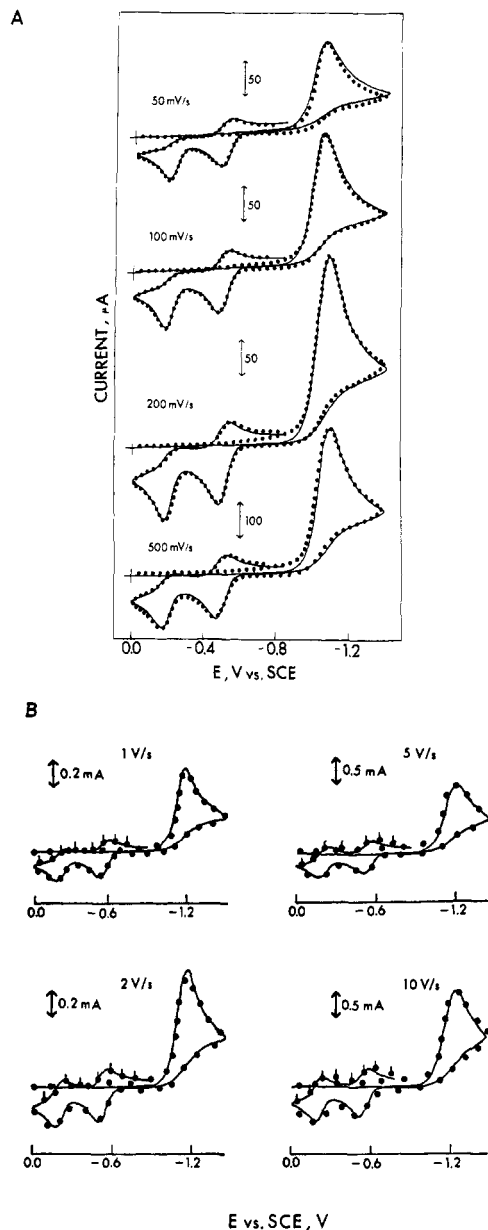 A
50
50 mV/s
50
100 mV/s
50
CURRENT, μA
200 mV/s
100
500 mV/s
0.0 -0.4 -0.8 -1.2
E, V vs. SCE
B
1 V/s 5 V/s
0.2 mA 0.5 mA
0.0 -0.6 -1.2 0.0 -0.6 -1.2
2 V/s 10 V/s
0.2 mA 0.5 mA
0.0 -0.6 -1.2 0.0 -0.6 -1.2
E vs. SCE, V